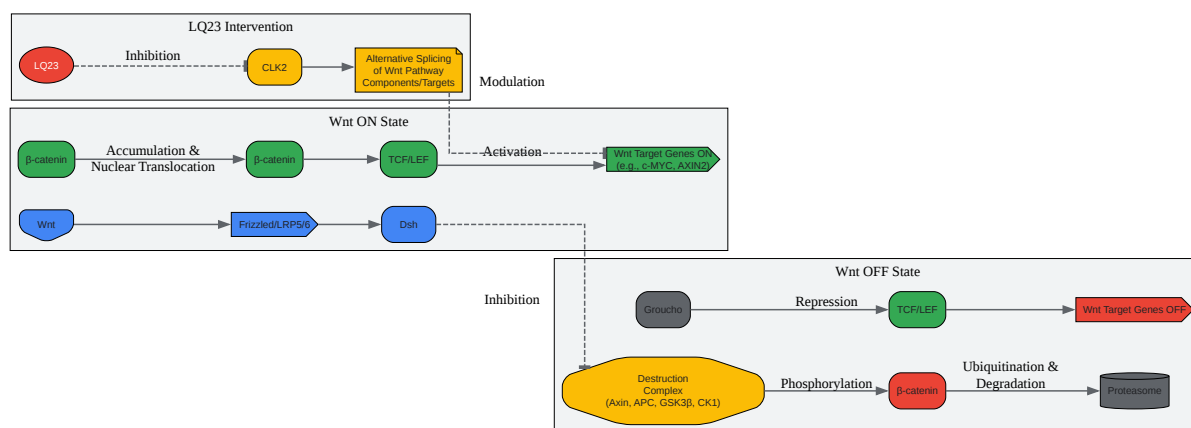 LQ23 Intervention
LQ23
Inhibition
CLK2
Alternative Splicing
of Wnt Pathway
Components/Targets
Modulation
Wnt ON State
β-catenin
Accumulation &
Nuclear Translocation
β-catenin
TCF/LEF
Activation
Wnt Target Genes ON
(e.g., c-MYC, AXIN2)
Wnt
Frizzled/LRP5/6
Dsh
Inhibition
Wnt OFF State
Groucho
Repression
TCF/LEF
Wnt Target Genes OFF
Destruction
Complex
(Axin, APC, GSK3β, CK1)
Phosphorylation
β-catenin
Ubiquitination &
Degradation
Proteasome